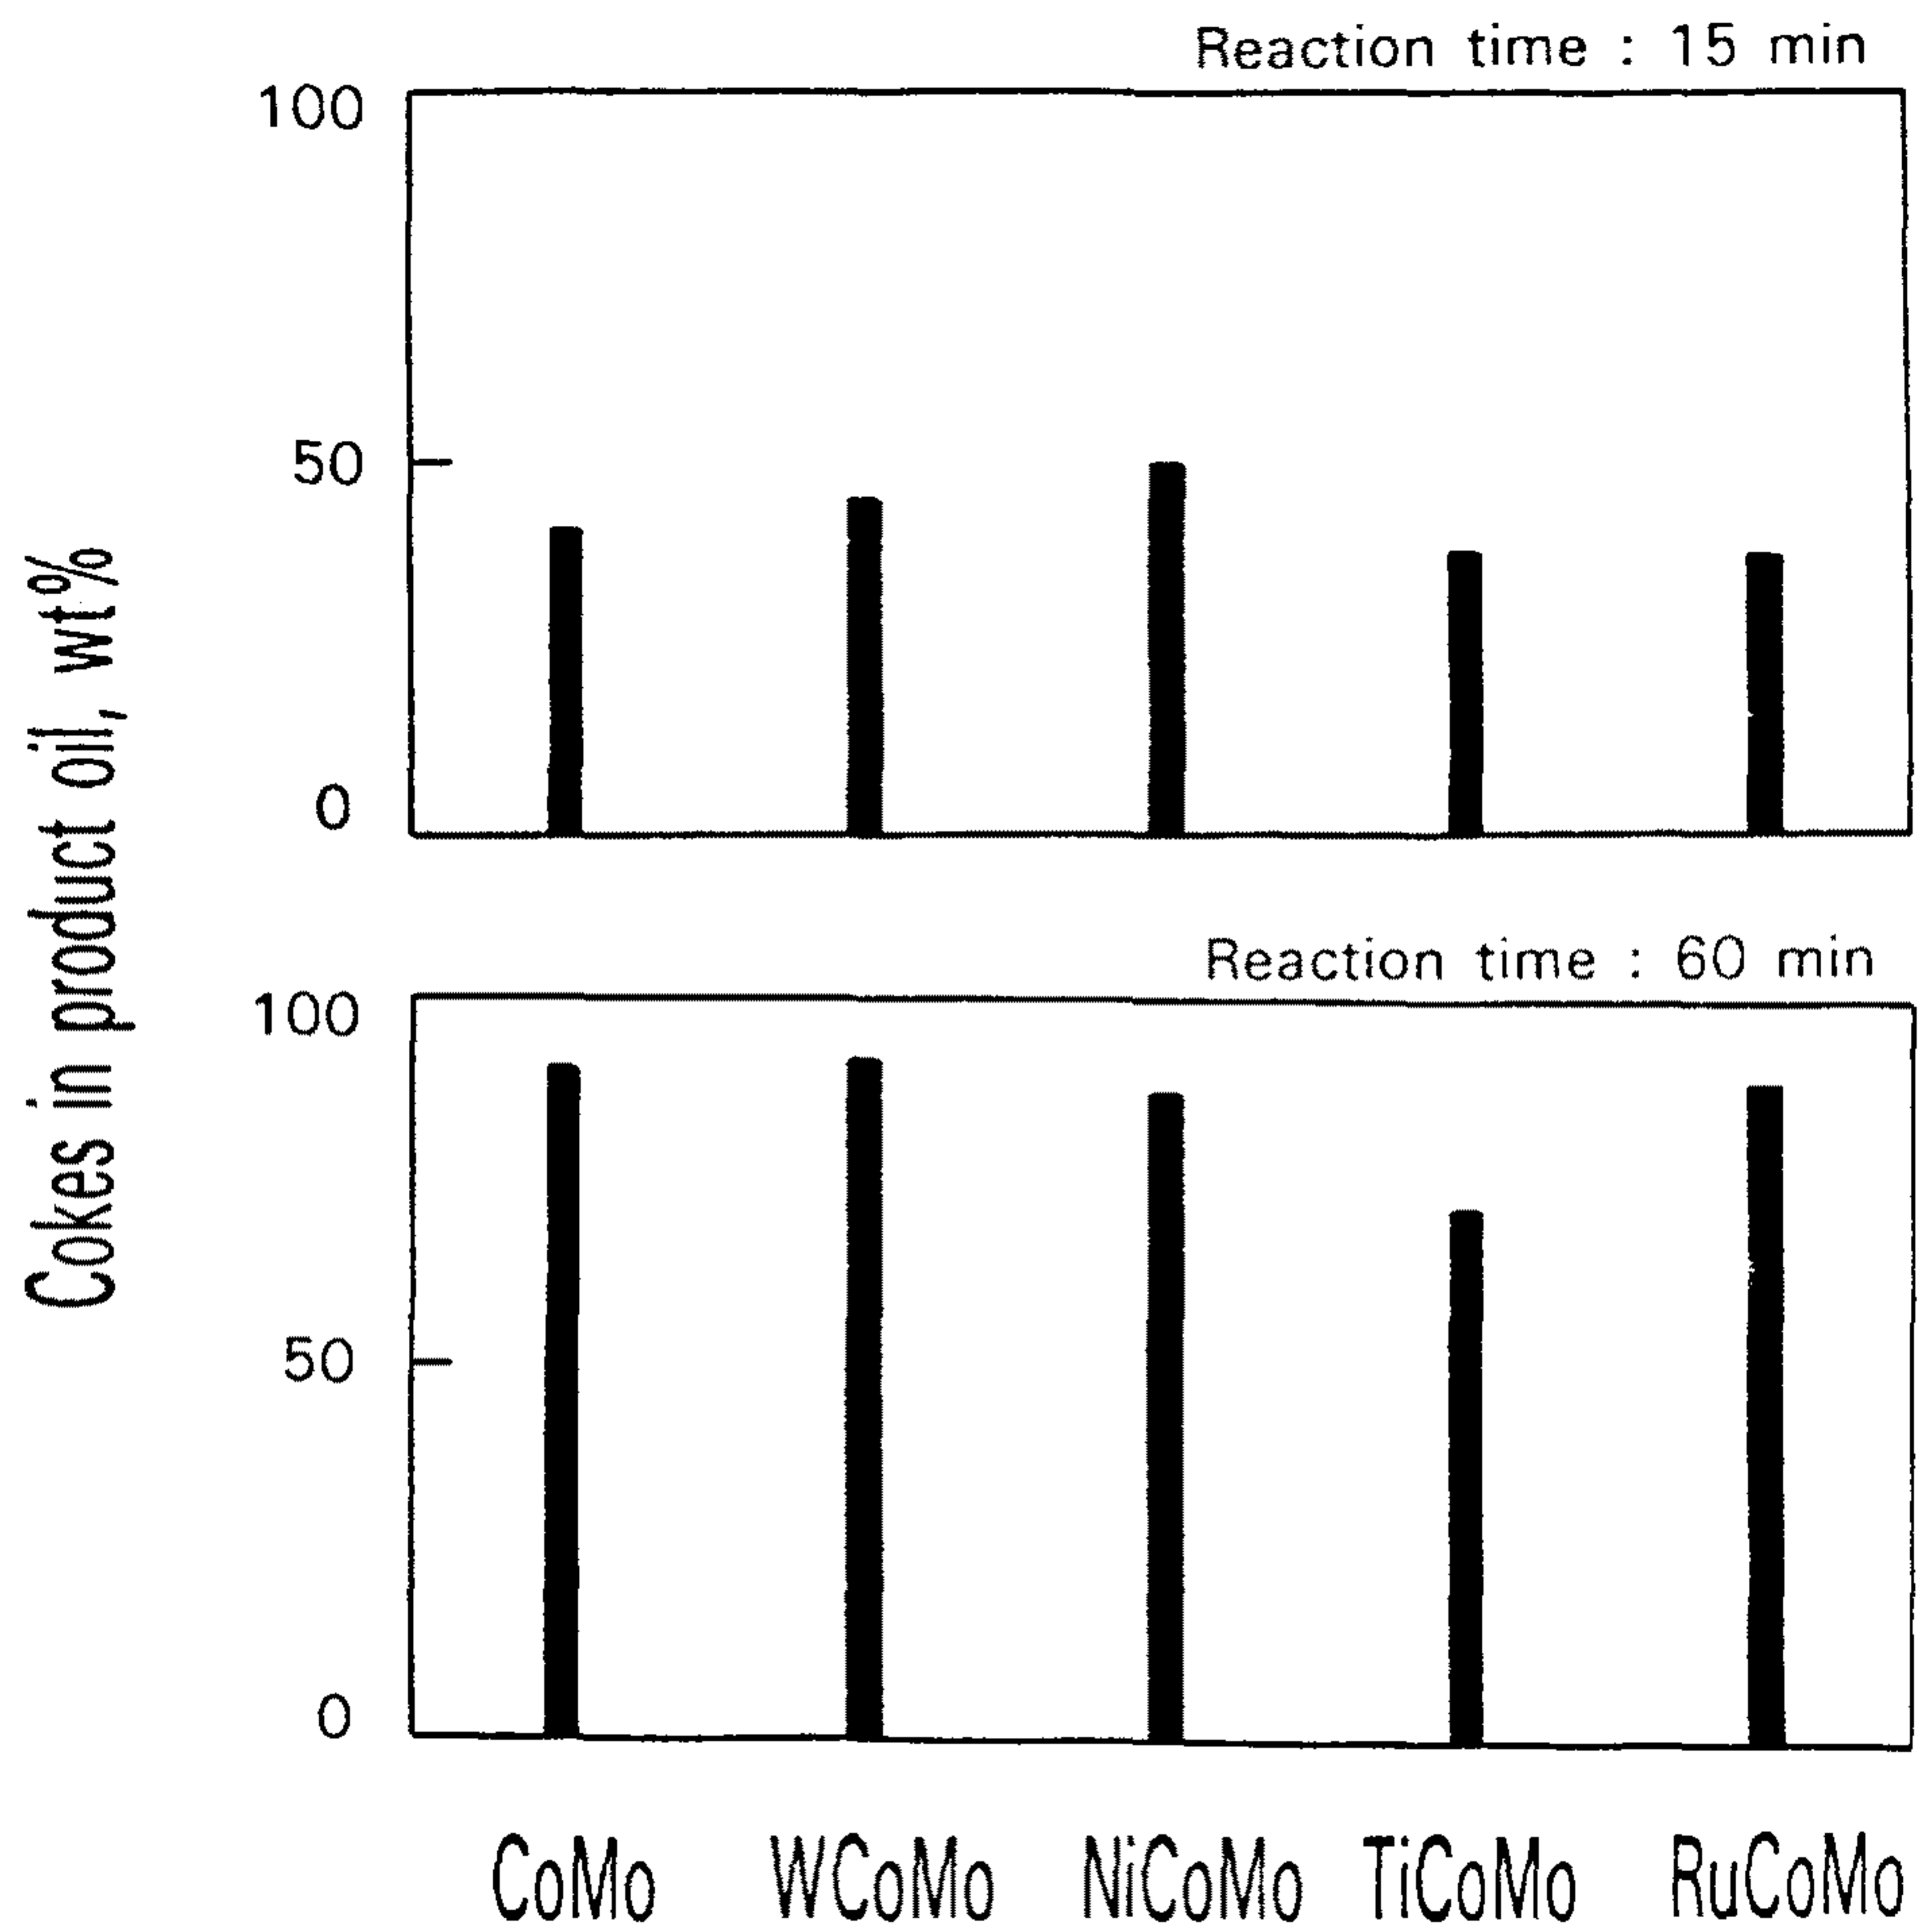 Reaction time : 15 min
100
50
0
Cokes in product oil, wt%
Reaction time : 60 min
100
50
0
CoMo WCoMo NiCoMo TiCoMo RuCoMo